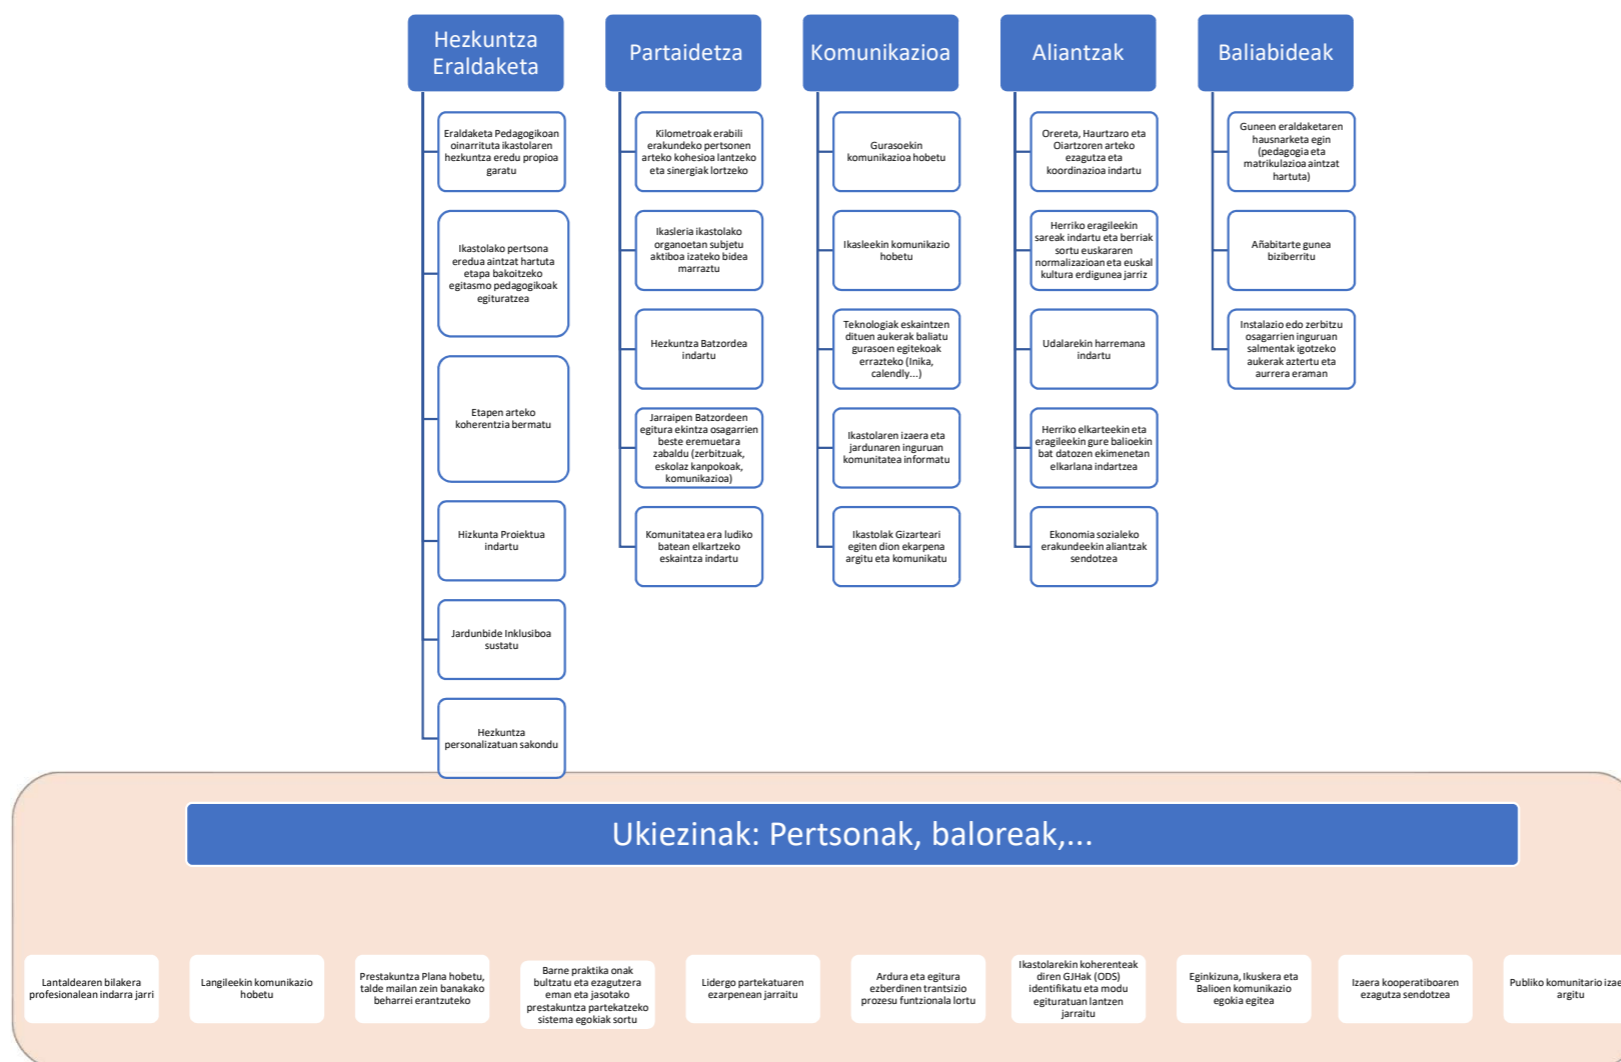 Hezkuntza
Eraldaketa
Eraldaketa Pedagogikoan
oinarrituta ikastolaren
hezkuntza eredu propioa
garatu
Ikastolako pertsona
eredua aintzat hartuta
etapa bakoitzeko
egitasmo pedagogikoak
egituratzea
Etapen arteko
koherentzia bermatu
Hizkunta Proiektua
indartu
Jardunbide Inklusiboa
sustatu
Hezkuntza
personalizatuan sakondu
Partaidetza
Kilometroak erabili
erakundeko pertsonen
arteko kohesioa lantzeko
eta sinergiak lortzeko
Ikasleria ikastolako
organoetan subjetu
aktiboa izateko bidea
marraztu
Hezkuntza Batzordea
indartu
Jarraipen Batzordeen
egitura ekintza osagarrien
beste eremuetara
zabaldu (zerbitzuak,
eskolaz kanpokoak,
komunikazioa)
Komunitatea era ludiko
batean elkartzeko
eskaintza indartu
Komunikazioa
Gurasoekin
komunikazioa hobetu
Ikasleekin komunikazio
hobetu
Teknologiak eskaintzen
dituen aukerak baliatu
gurasoen egitekoak
errazteko (Inika,
calendly...)
Ikastolaren izaera eta
jardunaren inguruan
komunitatea informatu
Ikastolak Gizarteari
egiten dion ekarpena
argitu eta komunikatu
Aliantzak
Orereta, Haurtzaro eta
Oiartzoren arteko
ezagutza eta
koordinazioa indartu
Herriko eragileekin
sareak indartu eta berriak
sortu euskararen
normalizazioan eta euskal
kultura erdigunea jarriz
Udalarekin harremana
indartu
Herriko elkarteekin eta
eragileekin gure balioekin
bat datozen ekimenetan
elkarlana indartzea
Ekonomia sozialeko
erakundeekin aliantzak
sendotzea
Baliabideak
Guneen eraldaketaren
hausnarketa egin
(pedagogia eta
matrikulazioa aintzat
hartuta)
Añabitarte gunea
biziberritu
Instalazio edo zerbitzu
osagarrien inguruan
salmentak igotzeko
aukerak aztertu eta
aurrera eraman
Ukiezinak: Pertsonak, baloreak,...
Lantaldearen bilakera
profesionalean indarra jarri
Langileekin komunikazio
hobetu
Prestakuntza Plana hobetu,
talde mailan zein banakako
beharrei erantzuteko
Barne praktika onak
bultzatu eta ezagutzera
eman eta jasotako
prestakuntza partekatzeko
sistema egokiak sortu
Lidergo partekatuaren
ezarpenean jarraitu
Ardura eta egitura
ezberdinen trantsizio
prozesu funtzionala lortu
Ikastolarekin koherenteak
diren GJHak (ODS)
identifikatu eta modu
egituratuan lantzen
jarraitu
Eginkizuna, Ikuskera eta
Balioen komunikazio
egokia egitea
Izaera kooperatiboaren
ezagutza sendotzea
Publiko komunitario izae
argitu